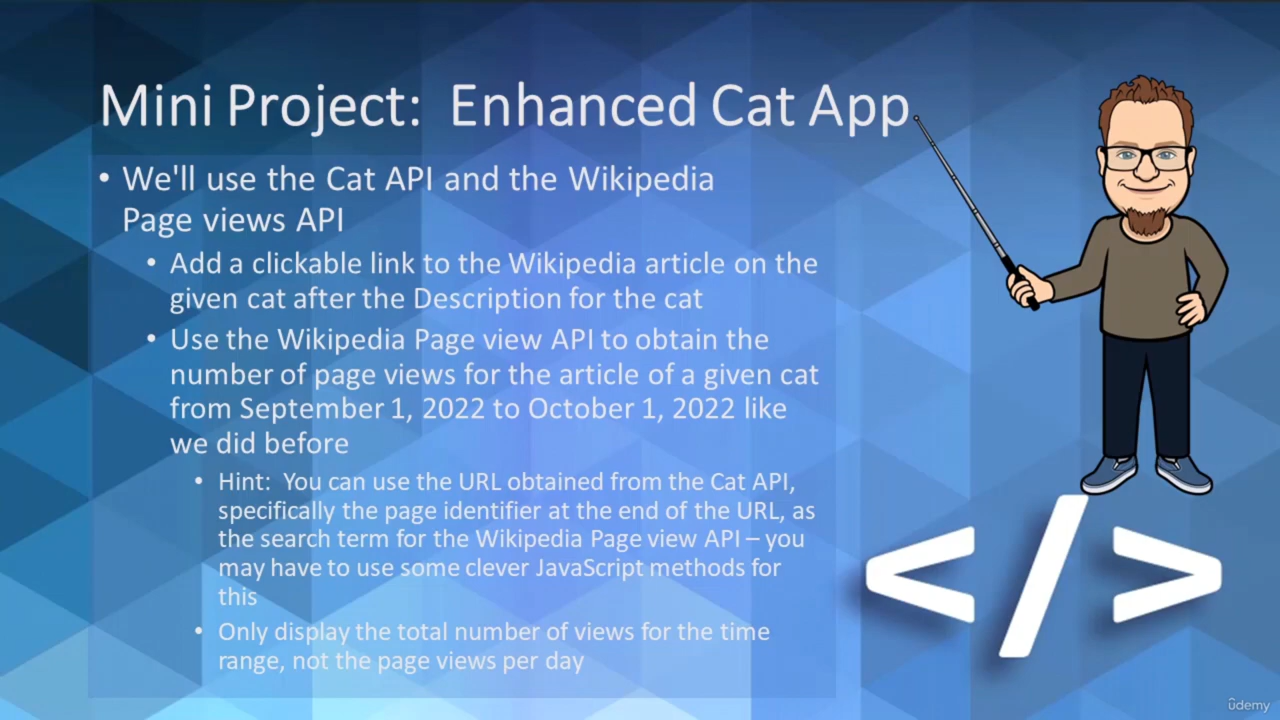 Mini Project: Enhanced Cat App
• We'll use the Cat API and the Wikipedia
Page views API
• Add a clickable link to the Wikipedia article on the
given cat after the Description for the cat
• Use the Wikipedia Page view API to obtain the
number of page views for the article of a given cat
from September 1, 2022 to October 1, 2022 like
we did before
• Hint: You can use the URL obtained from the Cat API,
specifically the page identifier at the end of the URL, as
the search term for the Wikipedia Page view API – you
may have to use some clever JavaScript methods for
this
• Only display the total number of views for the time
range, not the page views per day
</>
ûdemy